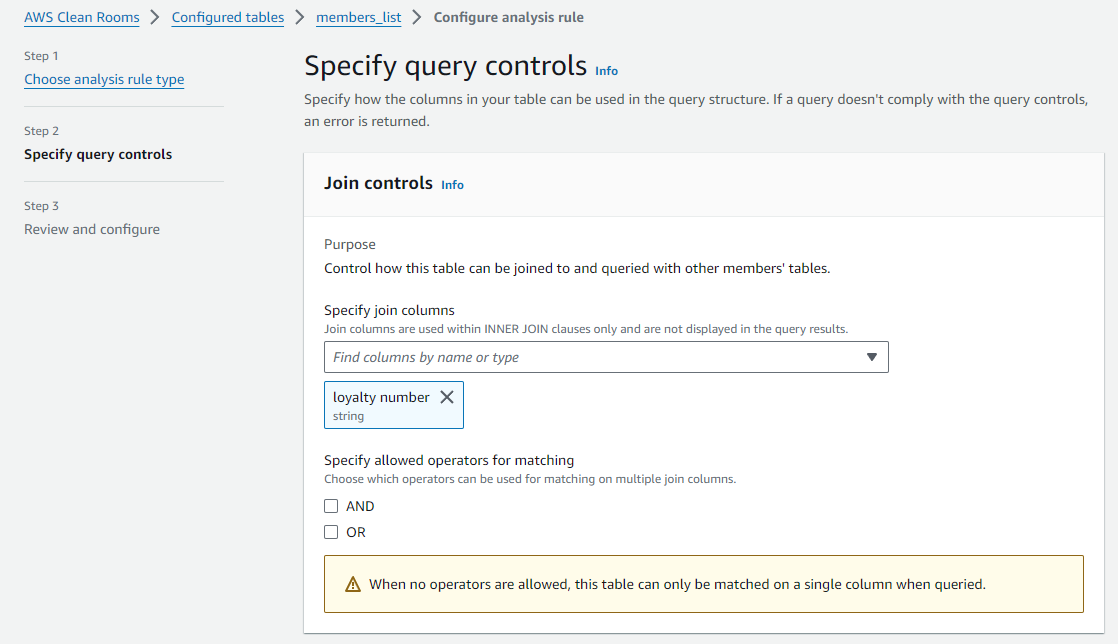 AWS Clean Rooms > Configured tables > members_list > Configure analysis rule
Step 1
Choose analysis rule type
Step 2
Specify query controls
Step 3
Review and configure
Specify query controls Info
Specify how the columns in your table can be used in the query structure. If a query doesn't comply with the query controls,
an error is returned.
Join controls Info
Purpose
Control how this table can be joined to and queried with other members' tables.
Specify join columns
Join columns are used within INNER JOIN clauses only and are not displayed in the query results.
Find columns by name or type
loyalty number
string
Specify allowed operators for matching
Choose which operators can be used for matching on multiple join columns.
AND
OR
When no operators are allowed, this table can only be matched on a single column when queried.